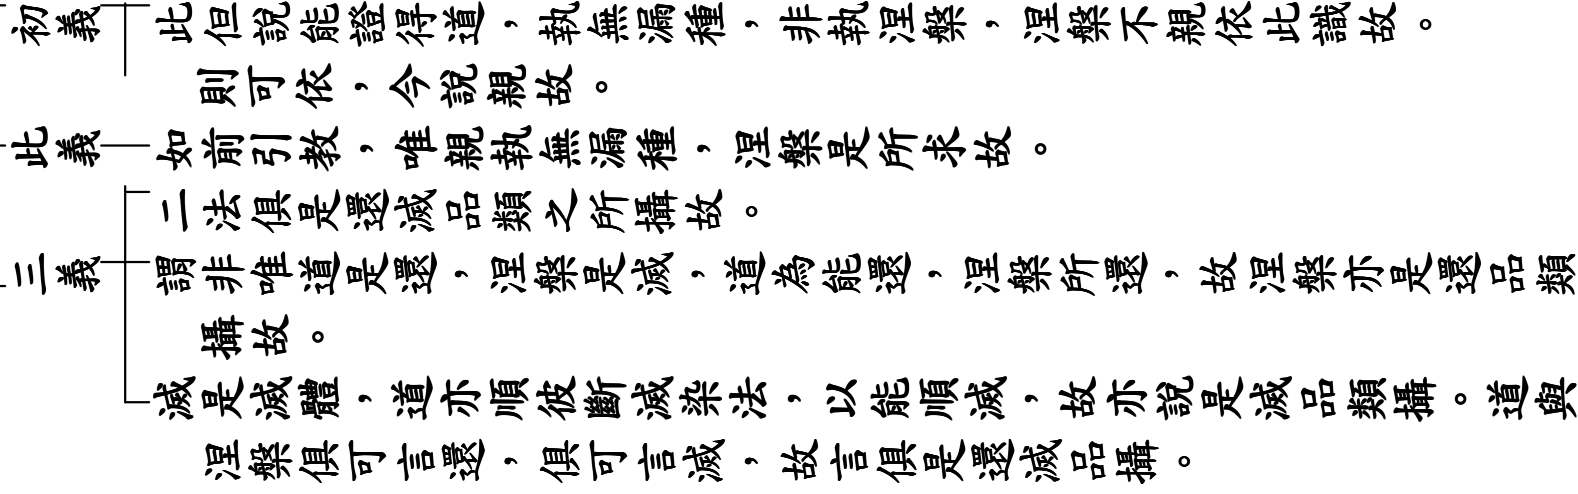 初義 此但說能證得道，執無漏種，非執涅槃，涅槃不親依此識故。
則可依，今說親故。
此義 如前引教，唯親執無漏種，涅槃是所求故。
二法俱是還滅品類之所攝故。
三義 謂非唯道是還，涅槃是滅，道為能還，涅槃所還，故涅槃亦是還品類
攝故。
滅是滅體，道亦順彼斷滅染法，以能順滅，故亦說是滅品類攝。道與
涅槃俱可言還，俱可言滅，故言俱是還滅品攝。